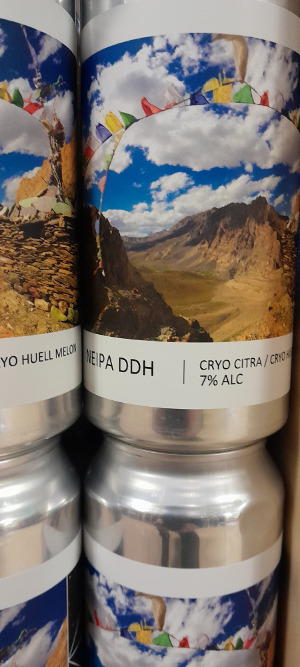 YO HUELL MELON
NEIPA DDH
CRYO CITRA / CRYO H
7% ALC